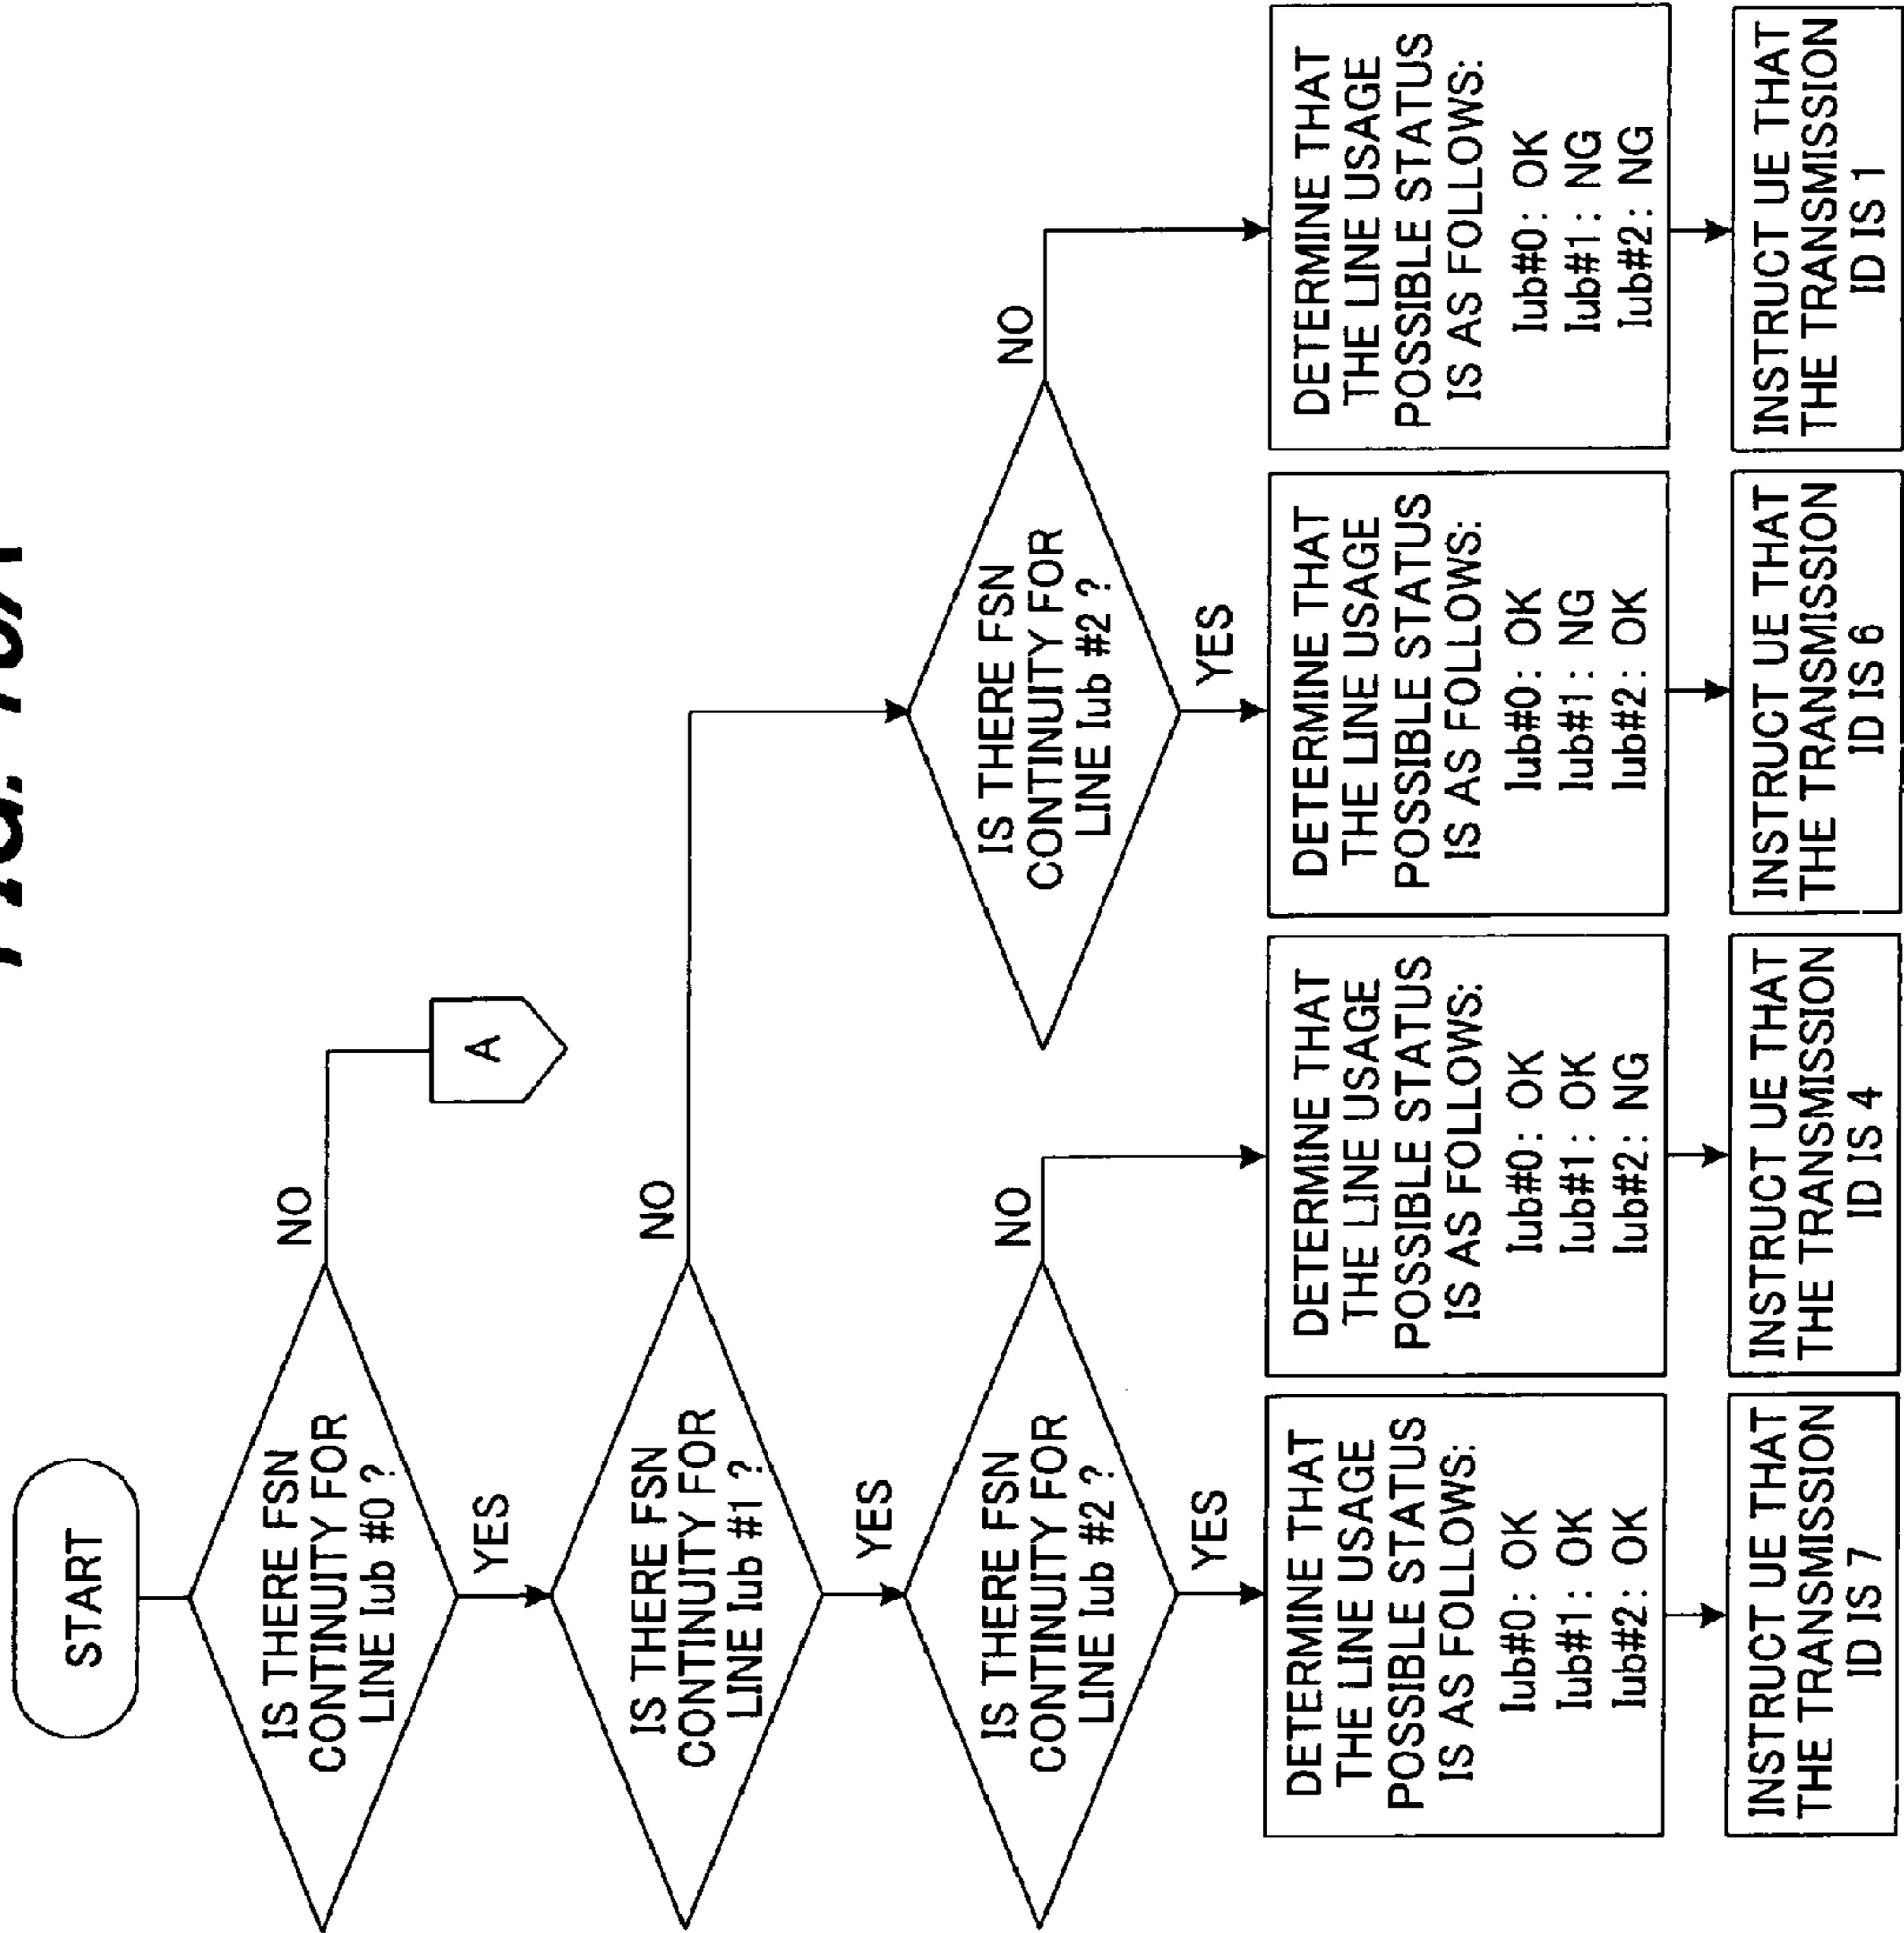 START
IS THERE FSN
CONTINUITY FOR
LINE Iub #0 ?
NO
A
YES
IS THERE FSN
CONTINUITY FOR
LINE Iub #1 ?
NO
YES
IS THERE FSN
CONTINUITY FOR
LINE Iub #2 ?
NO
YES
IS THERE FSN
CONTINUITY FOR
LINE Iub #2 ?
NO
YES
DETERMINE THAT
THE LINE USAGE
POSSIBLE STATUS
IS AS FOLLOWS:
Iub#0: OK
Iub#1: OK
Iub#2: OK
DETERMINE THAT
THE LINE USAGE
POSSIBLE STATUS
IS AS FOLLOWS:
Iub#0: OK
Iub#1: OK
Iub#2: NG
DETERMINE THAT
THE LINE USAGE
POSSIBLE STATUS
IS AS FOLLOWS:
Iub#0: OK
Iub#1: NG
Iub#2: OK
DETERMINE THAT
THE LINE USAGE
POSSIBLE STATUS
IS AS FOLLOWS:
Iub#0: OK
Iub#1: NG
Iub#2: NG
INSTRUCT UE THAT
THE TRANSMISSION
ID IS 7
INSTRUCT UE THAT
THE TRANSMISSION
ID IS 4
INSTRUCT UE THAT
THE TRANSMISSION
ID IS 6
INSTRUCT UE THAT
THE TRANSMISSION
ID IS 1